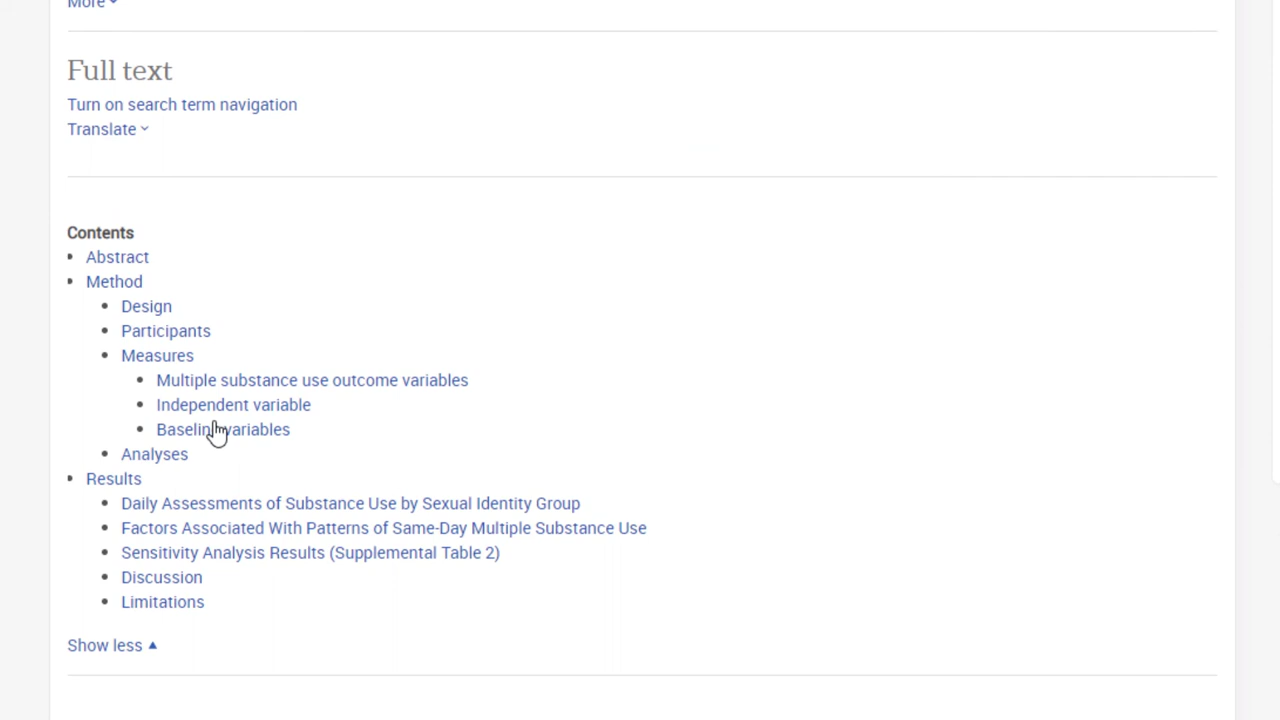 More
Full text
Turn on search term navigation
Translate
Contents
Abstract
Method
Design
Participants
Measures
Multiple substance use outcome variables
Independent variable
Baseline variables
Analyses
Results
Daily Assessments of Substance Use by Sexual Identity Group
Factors Associated With Patterns of Same-Day Multiple Substance Use
Sensitivity Analysis Results (Supplemental Table 2)
Discussion
Limitations
Show less